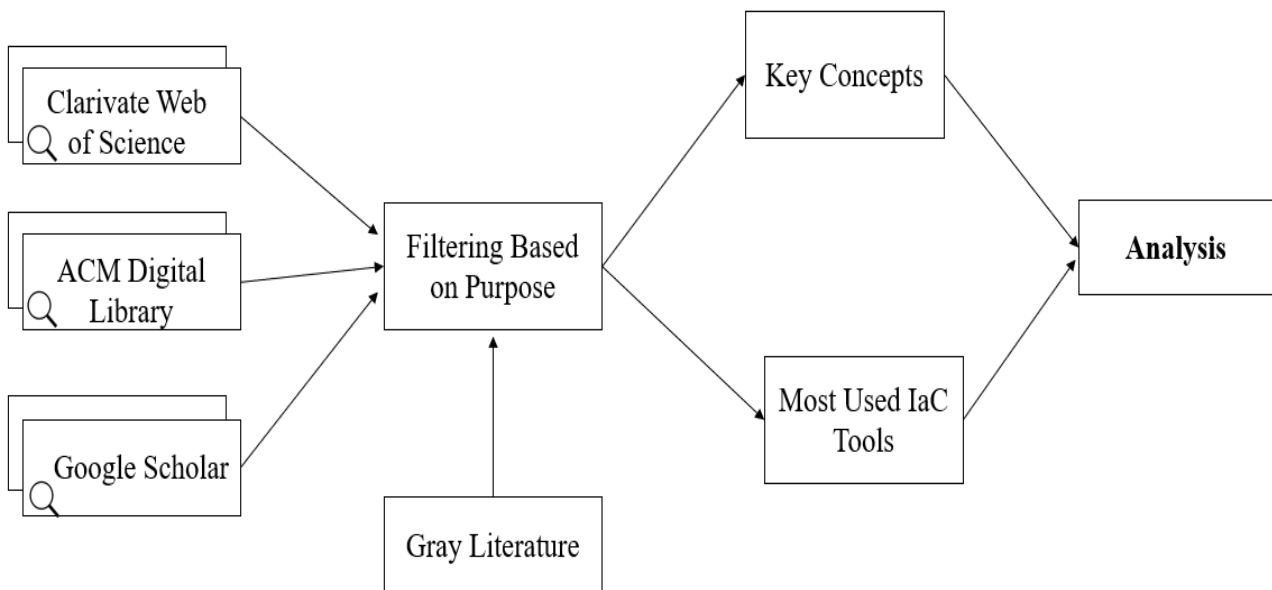 Clarivate Web
of Science
ACM Digital
Library
Google Scholar
Filtering Based
on Purpose
Gray Literature
Key Concepts
Most Used IaC
Tools
Analysis